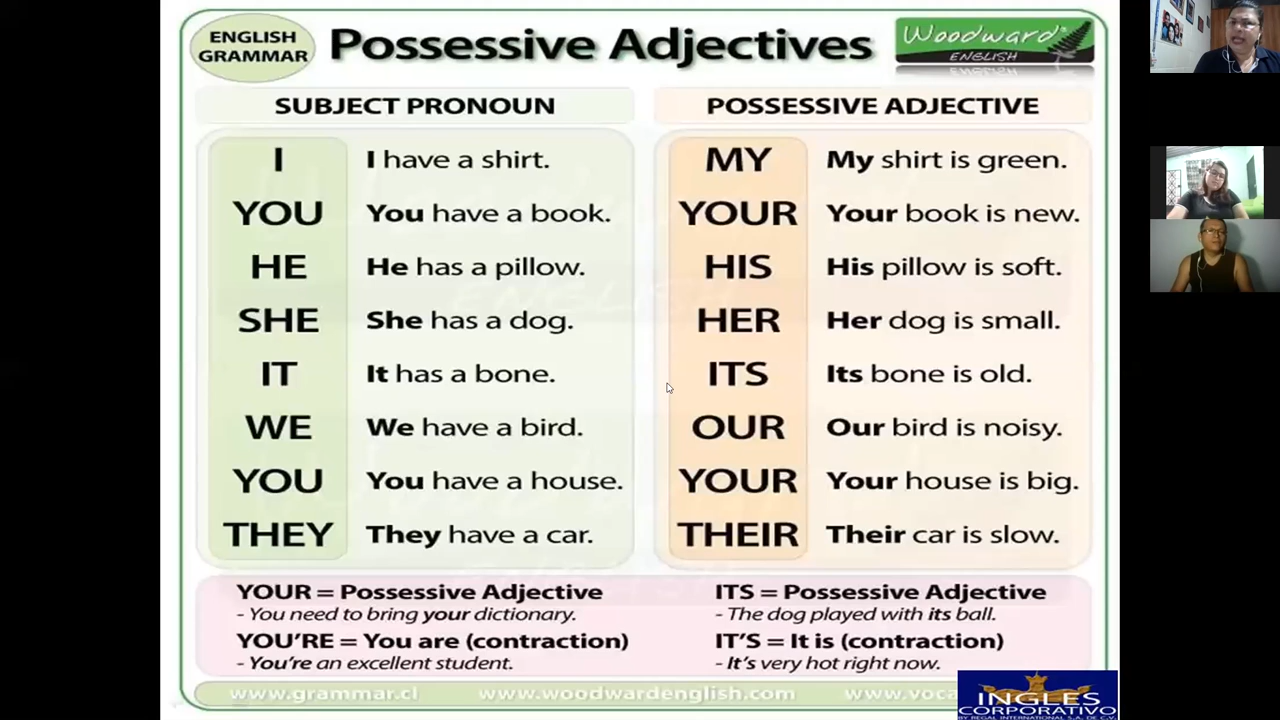 ENGLISH
GRAMMAR
Possessive Adjectives
Woodward®
ENGLISH
SUBJECT PRONOUN
POSSESSIVE ADJECTIVE
I I have a shirt.
MY My shirt is green.
YOU You have a book.
YOUR Your book is new.
HE He has a pillow.
HIS His pillow is soft.
SHE She has a dog.
HER Her dog is small.
IT It has a bone.
ITS Its bone is old.
WE We have a bird.
OUR Our bird is noisy.
YOU You have a house.
YOUR Your house is big.
THEY They have a car.
THEIR Their car is slow.
YOUR = Possessive Adjective
- You need to bring your dictionary.
YOU'RE = You are (contraction)
- You're an excellent student.
ITS = Possessive Adjective
- The dog played with its ball.
IT'S = It is (contraction)
- It's very hot right now.
www.grammar.cl www.woodwardenglish.com www.voca
INGLES
CORPORATIVO
BY REGAL INTERNATIONAL S.A. DE C.V.